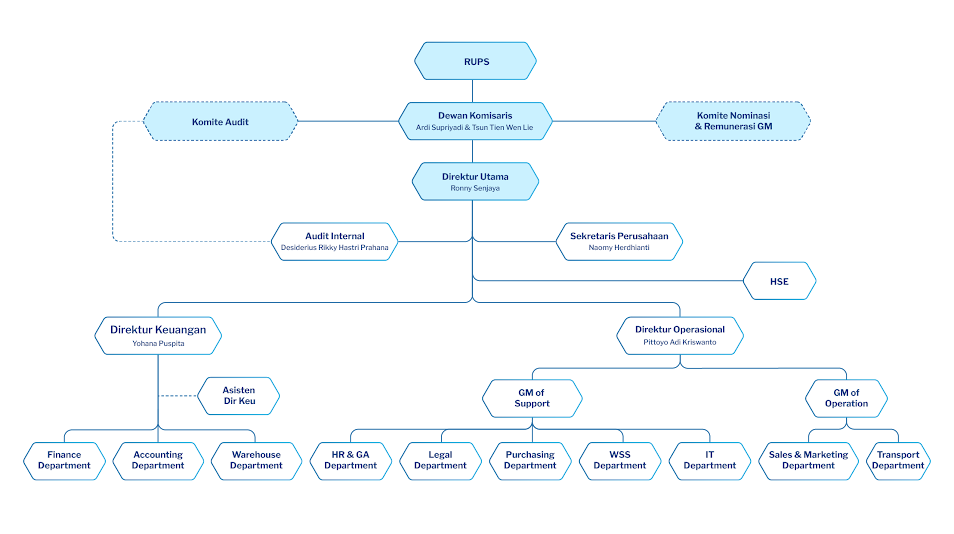 RUPS
Komite Audit
Dewan Komisaris
Ardi Supriyadi & Tsun Tien Wen Lie
Komite Nominasi
& Remunerasi GM
Direktur Utama
Ronny Senjaya
Audit Internal
Desiderius Rikky Hastri Prahana
Sekretaris Perusahaan
Naomy Herdhianti
HSE
Direktur Keuangan
Yohana Puspita
Direktur Operasional
Pittoyo Adi Kriswanto
Asisten
Dir Keu
GM of
Support
GM of
Operation
Finance
Department
Accounting
Department
Warehouse
Department
HR & GA
Department
Legal
Department
Purchasing
Department
WSS
Department
IT
Department
Sales & Marketing
Department
Transport
Department